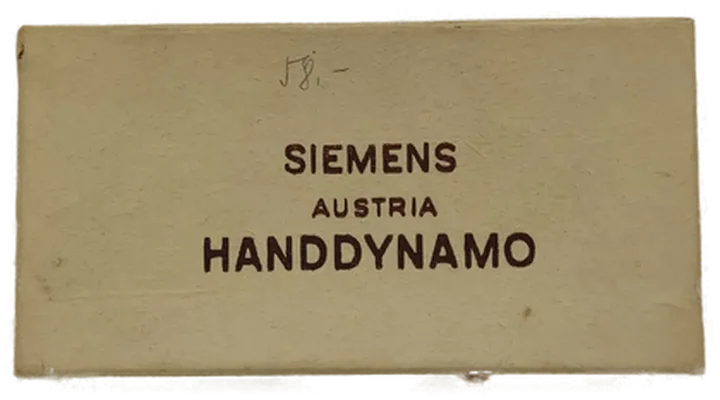 58,-
SIEMENS
AUSTRIA
HANDDYNAMO